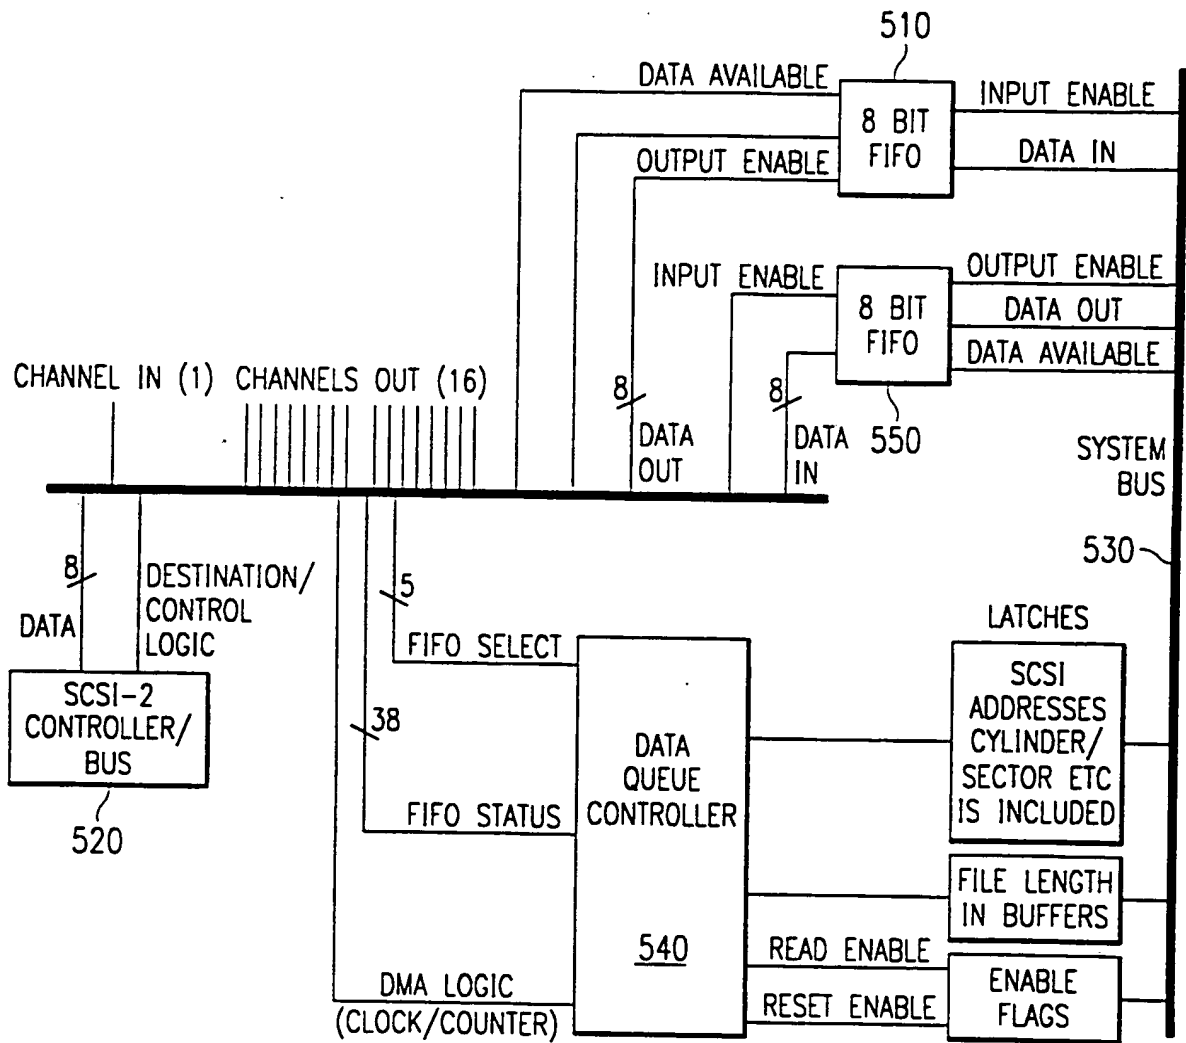 510
DATA AVAILABLE
8 BIT
FIFO
INPUT ENABLE
OUTPUT ENABLE
DATA IN
INPUT ENABLE
8 BIT
FIFO
OUTPUT ENABLE
DATA OUT
DATA AVAILABLE
550
CHANNEL IN (1)
CHANNELS OUT (16)
8
DATA
OUT
8
DATA
IN
SYSTEM
BUS
530
8
DATA
DESTINATION/
CONTROL
LOGIC
SCSI-2
CONTROLLER/
BUS
520
5
FIFO SELECT
38
FIFO STATUS
DMA LOGIC
(CLOCK/COUNTER)
DATA
QUEUE
CONTROLLER
540
LATCHES
SCSI
ADDRESSES
CYLINDER/
SECTOR ETC
IS INCLUDED
FILE LENGTH
IN BUFFERS
READ ENABLE
RESET ENABLE
ENABLE
FLAGS